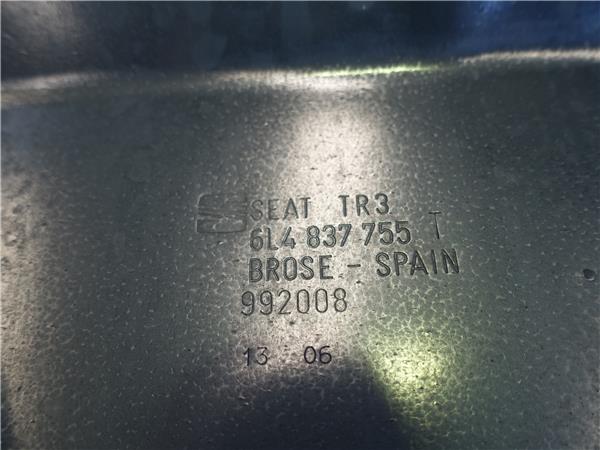 SEAT TR3
6L4 837 755 T
BROSE - SPAIN
992008
13 06